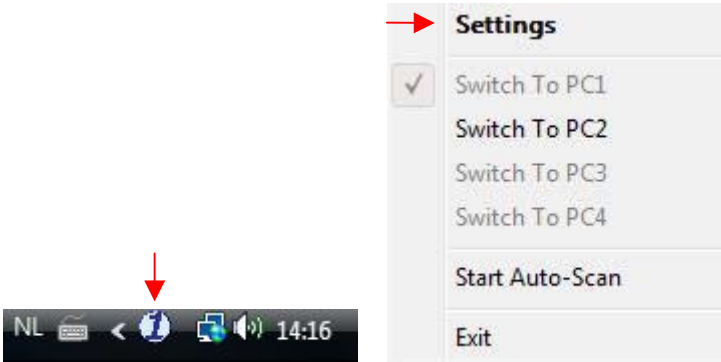 Settings
Switch To PC1
Switch To PC2
Switch To PC3
Switch To PC4
Start Auto-Scan
Exit
NL 14:16